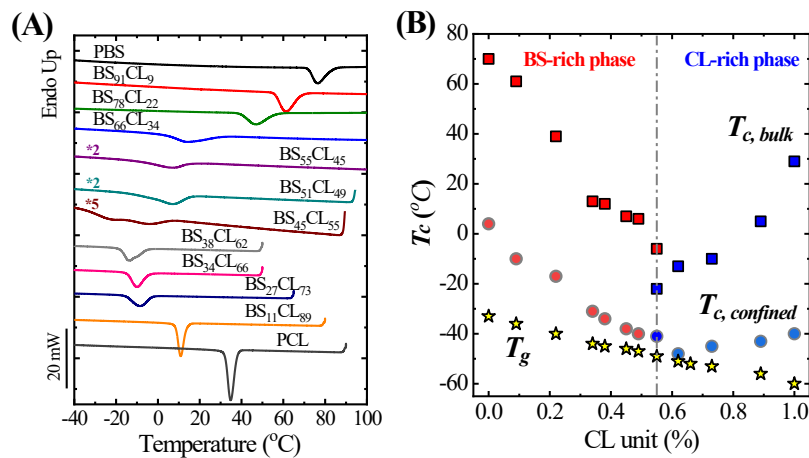 (A)
Endo Up
PBS
BS₉₁CL₉
BS₇₈CL₂₂
BS₆₆CL₃₄
*2
BS₅₅CL₄₅
*2
BS₅₁CL₄₉
*5
BS₄₅CL₅₅
BS₃₈CL₆₂
BS₃₄CL₆₆
BS₂₇CL₇₃
BS₁₁CL₈₉
PCL
20 mW
-40 -20 0 20 40 60 80 100
Temperature (°C)
(B)
BS-rich phase
CL-rich phase
T꜀, bulk
T꜀, confined
T_g
80
60
40
20
0
-20
-40
-60
Tc (°C)
0.0 0.2 0.4 0.6 0.8 1.0
CL unit (%)